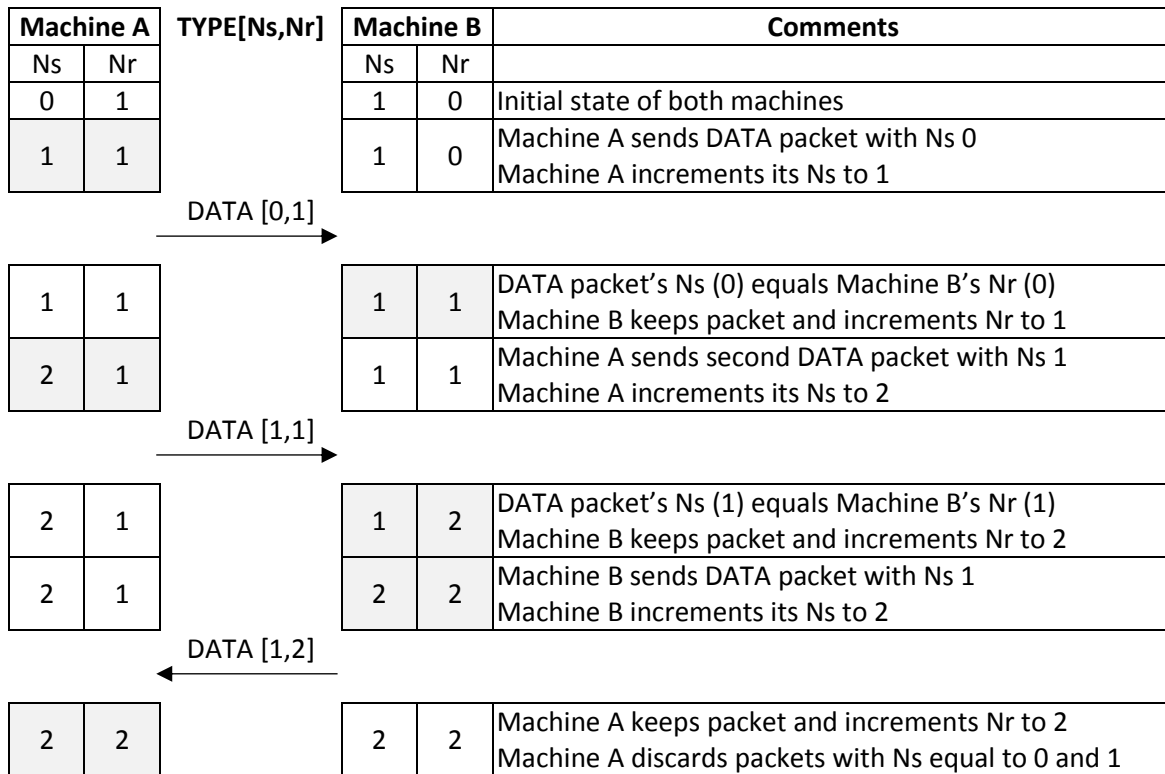 Machine A TYPE[Ns,Nr] Machine B Comments
Ns Nr Ns Nr
0 1 1 0 Initial state of both machines
1 1 1 0 Machine A sends DATA packet with Ns 0
Machine A increments its Ns to 1
DATA [0,1]
1 1 1 1 DATA packet’s Ns (0) equals Machine B’s Nr (0)
Machine B keeps packet and increments Nr to 1
2 1 1 1 Machine A sends second DATA packet with Ns 1
Machine A increments its Ns to 2
DATA [1,1]
2 1 1 2 DATA packet’s Ns (1) equals Machine B’s Nr (1)
Machine B keeps packet and increments Nr to 2
2 1 2 2 Machine B sends DATA packet with Ns 1
Machine B increments its Ns to 2
DATA [1,2]
2 2 2 2 Machine A keeps packet and increments Nr to 2
Machine A discards packets with Ns equal to 0 and 1